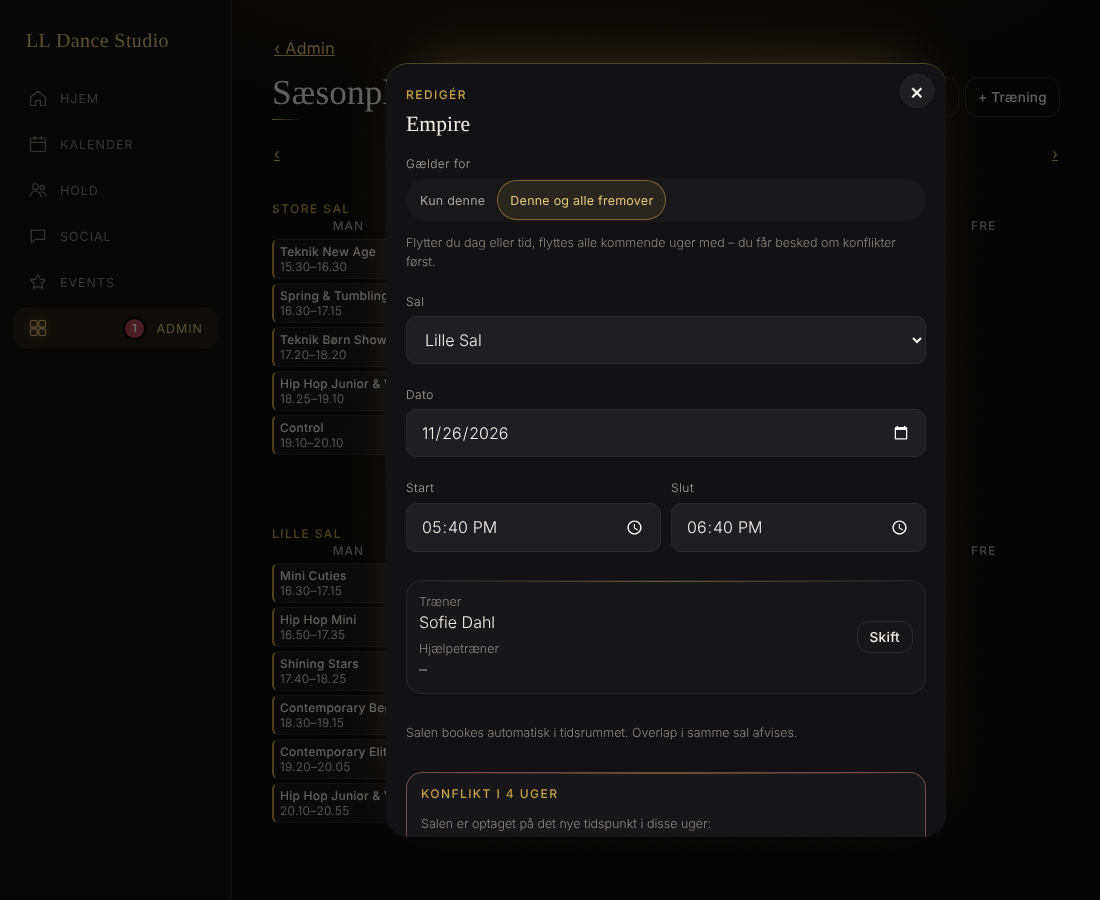 LL Dance Studio
HJEM
KALENDER
HOLD
SOCIAL
EVENTS
1 ADMIN
‹ Admin
+ Træning
‹
›
STORE SAL
MAN
FRE
Teknik New Age
15.30–16.30
Spring & Tumbling
16.30–17.15
Teknik Børn Show
17.20–18.20
Hip Hop Junior &
18.25–19.10
Control
19.10–20.10
LILLE SAL
MAN
FRE
Mini Cuties
16.30–17.15
Hip Hop Mini
16.50–17.35
Shining Stars
17.40–18.25
Contemporary
18.30–19.15
Contemporary
19.20–20.05
Hip Hop Junior &
20.10–20.55
REDIGÉR
Empire
Gælder for
Kun denne
Denne og alle fremover
Flytter du dag eller tid, flyttes alle kommende uger med – du får besked om konflikter
først.
Sal
Lille Sal
Dato
11/26/2026
Start
Slut
05:40 PM
06:40 PM
Træner
Sofie Dahl
Hjælpetræner
–
Skift
Salen bookes automatisk i tidsrummet. Overlap i samme sal afvises.
KONFLIKT I 4 UGER
Salen er optaget på det nye tidspunkt i disse uger: